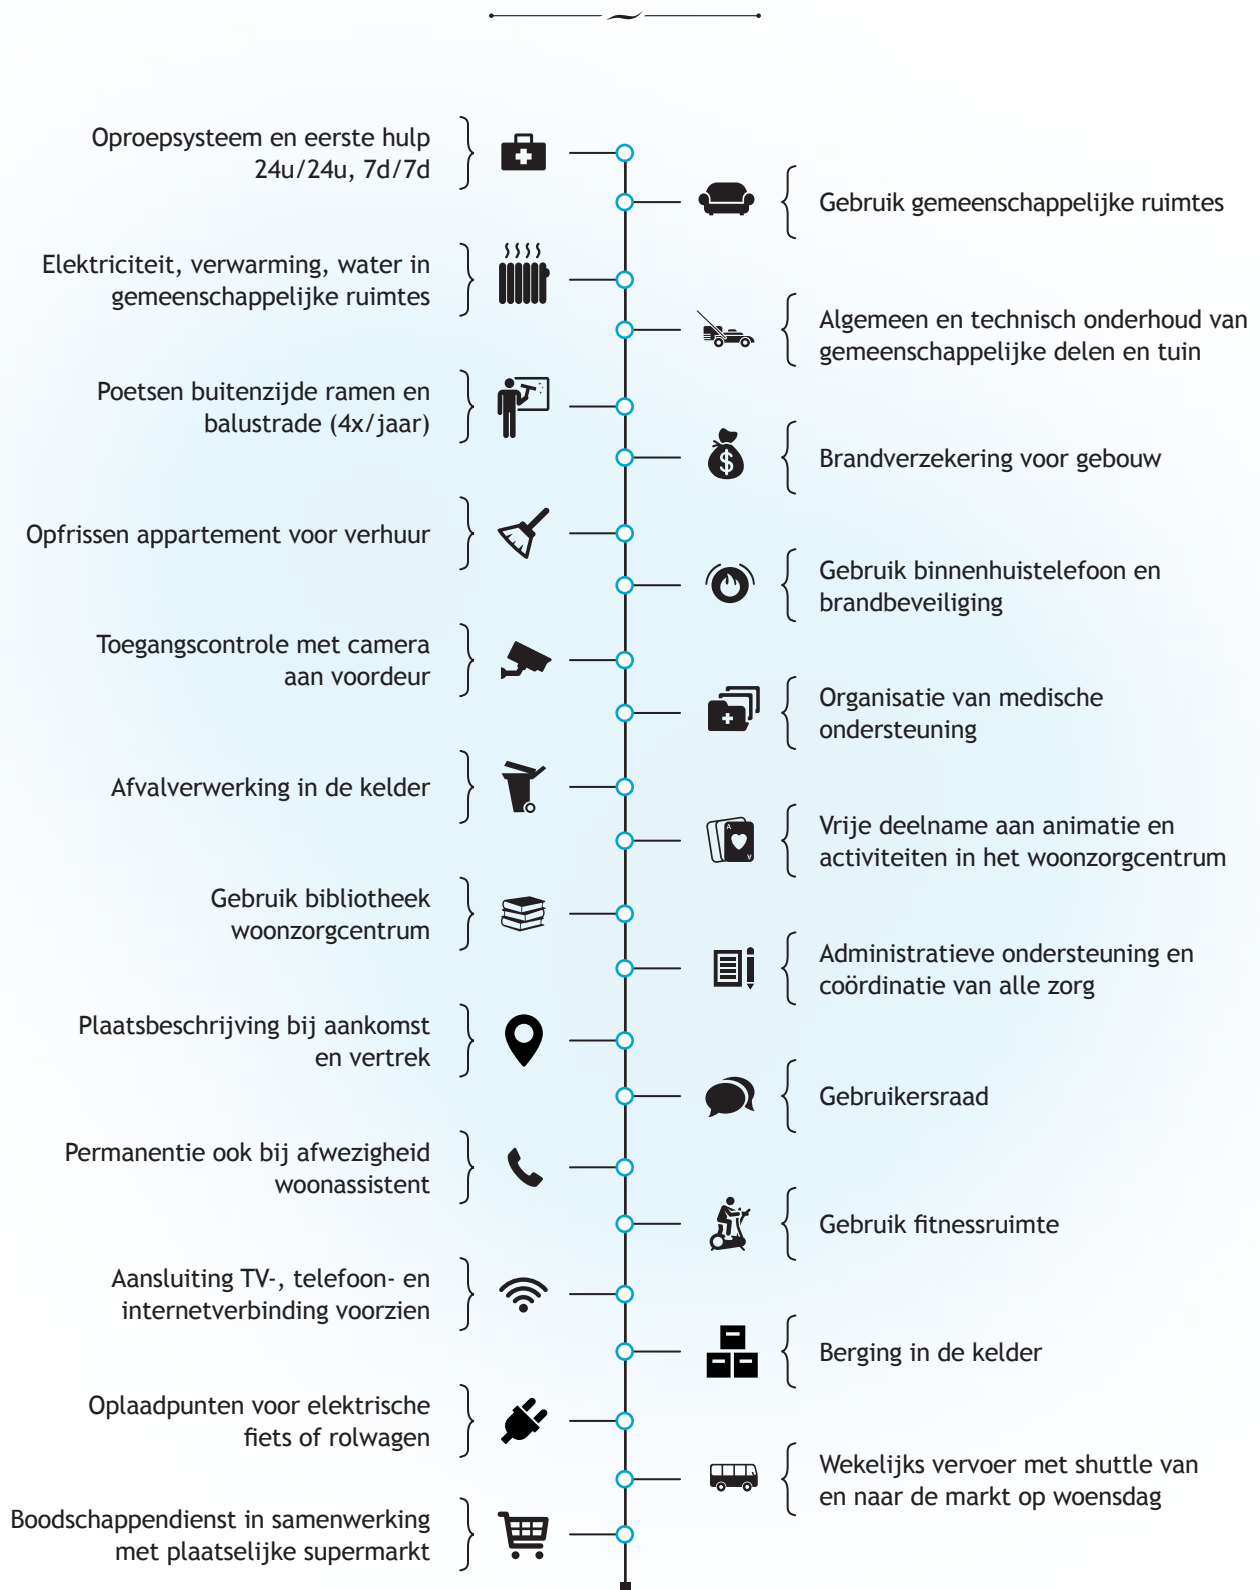 Oproepsysteem en eerste hulp
24u/24u, 7d/7d
Gebruik gemeenschappelijke ruimtes
Elektriciteit, verwarming, water in
gemeenschappelijke ruimtes
Algemeen en technisch onderhoud van
gemeenschappelijke delen en tuin
Poetsen buitenzijde ramen en
balustrade (4x/jaar)
Brandverzekering voor gebouw
Opfrissen appartement voor verhuur
Gebruik binnenhuistelefoon en
brandbeveiliging
Toegangscontrole met camera
aan voordeur
Organisatie van medische
ondersteuning
Afvalverwerking in de kelder
Vrije deelname aan animatie en
activiteiten in het woonzorgcentrum
Gebruik bibliotheek
woonzorgcentrum
Administratieve ondersteuning en
coördinatie van alle zorg
Plaatsbeschrijving bij aankomst
en vertrek
Gebruikersraad
Permanentie ook bij afwezigheid
woonassistent
Gebruik fitnessruimte
Aansluiting TV-, telefoon- en
internetverbinding voorzien
Berging in de kelder
Oplaadpunten voor elektrische
fiets of rolwagen
Wekelijks vervoer met shuttle van
en naar de markt op woensdag
Boodschappendienst in samenwerking
met plaatselijke supermarkt